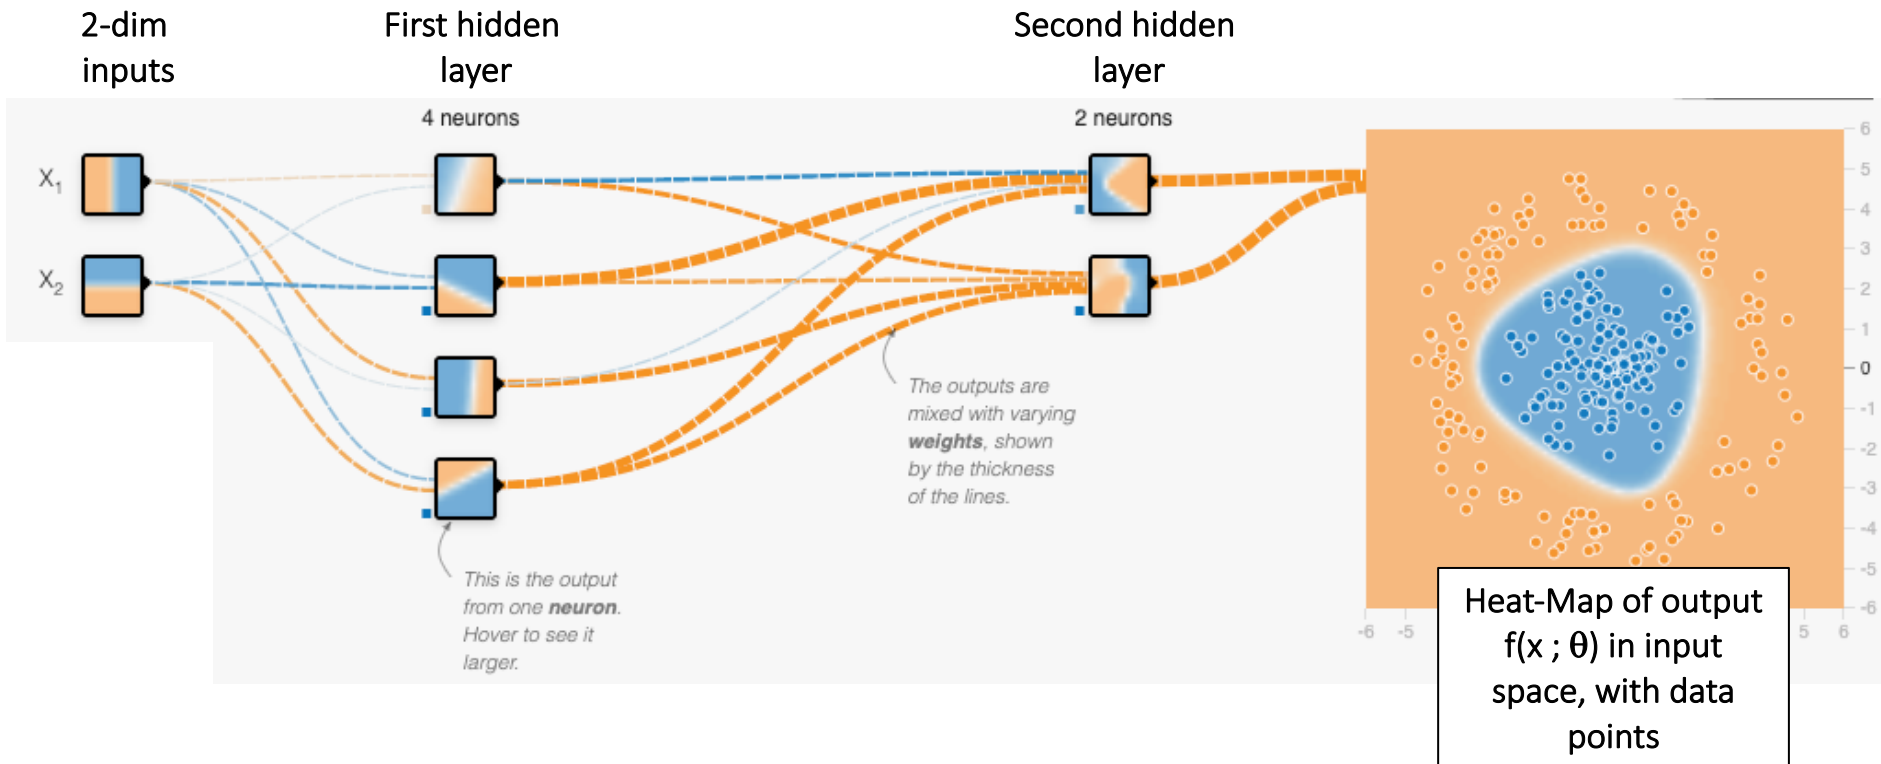 2-dim
inputs
First hidden
layer
Second hidden
layer
4 neurons
2 neurons
X1
X2
The outputs are
mixed with varying
weights, shown
by the thickness
of the lines.
This is the output
from one neuron.
Hover to see it
larger.
6
5
4
3
2
1
0
-1
-2
-3
-4
-5
-6
-6 -5 5 6
Heat-Map of output
f(x ; θ) in input
space, with data
points